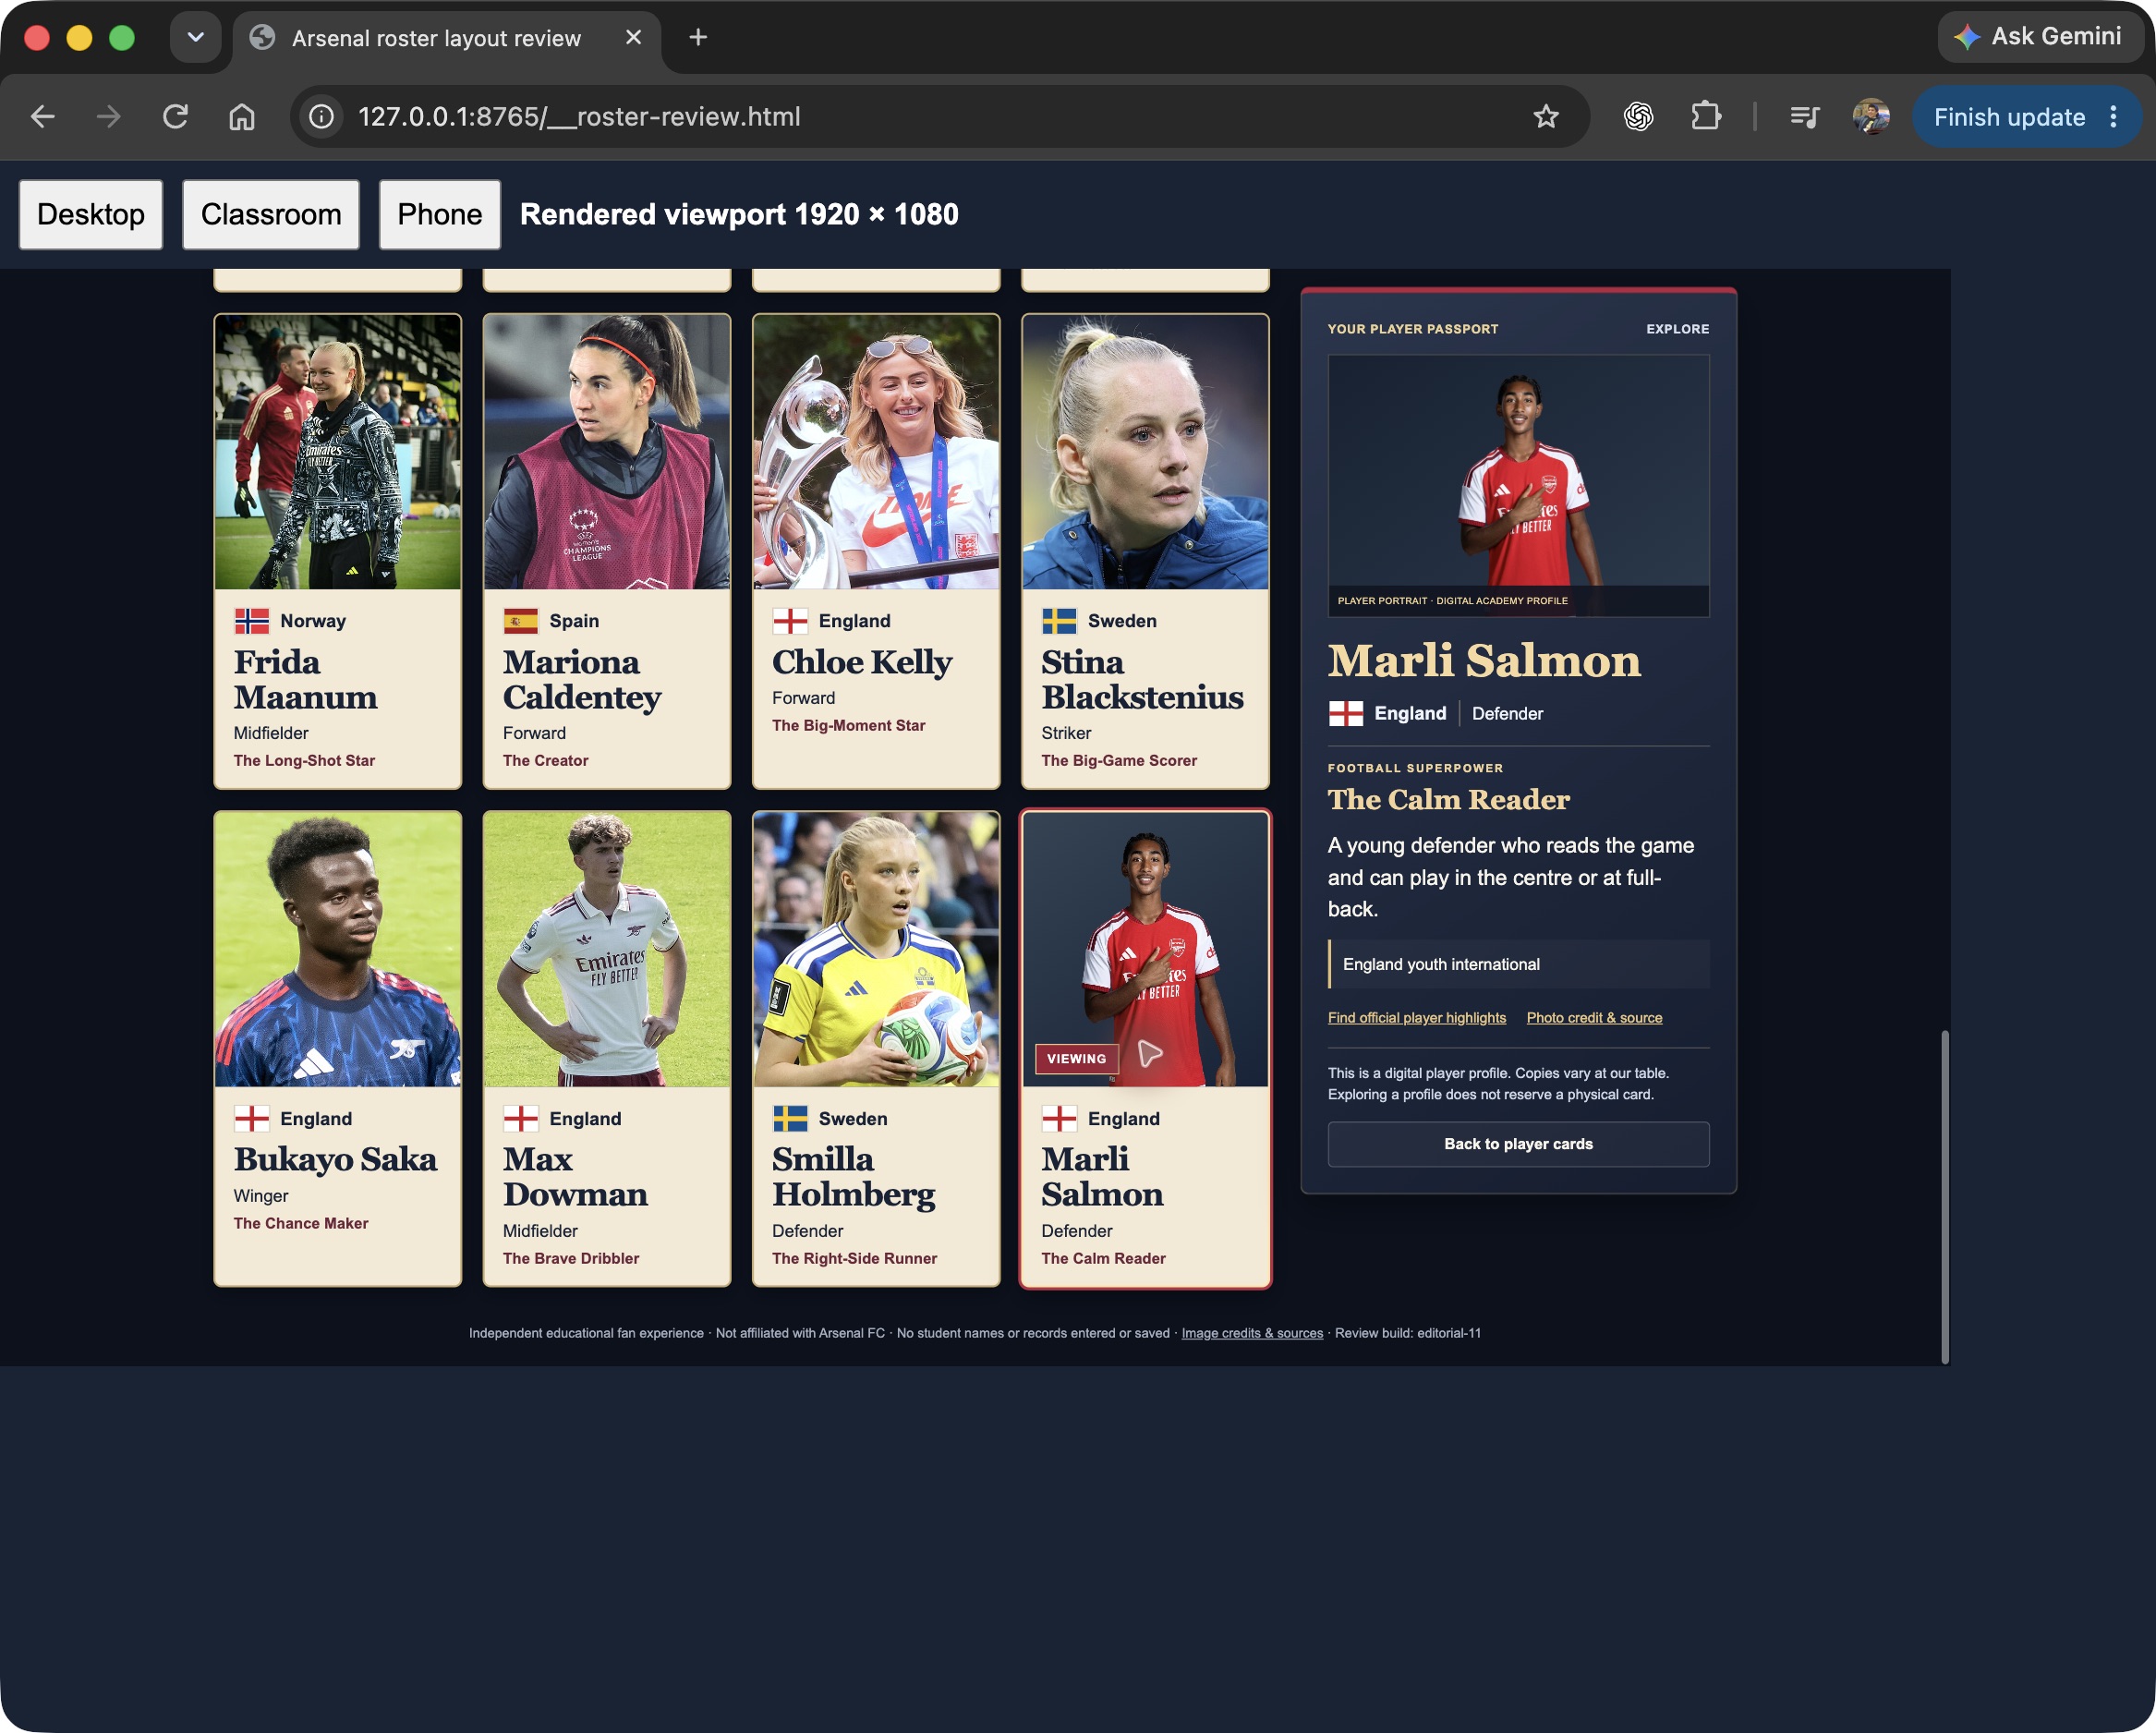 Arsenal roster layout review
Ask Gemini
127.0.0.1:8765/__roster-review.html
Finish update
Desktop
Classroom
Phone
Rendered viewport 1920 × 1080
Emirates
FLY BETTER
CHAMPIONS
LEAGUE
Norway
Frida
Maanum
Midfielder
The Long-Shot Star
Spain
Mariona
Caldentey
Forward
The Creator
England
Chloe Kelly
Forward
The Big-Moment Star
Sweden
Stina
Blackstenius
Striker
The Big-Game Scorer
Emirates
FLY BETTER
VIEWING
England
Bukayo Saka
Winger
The Chance Maker
England
Max
Dowman
Midfielder
The Brave Dribbler
Sweden
Smilla
Holmberg
Defender
The Right-Side Runner
England
Marli
Salmon
Defender
The Calm Reader
YOUR PLAYER PASSPORT
EXPLORE
PLAYER PORTRAIT · DIGITAL ACADEMY PROFILE
Marli Salmon
England
Defender
FOOTBALL SUPERPOWER
The Calm Reader
A young defender who reads the game
and can play in the centre or at full-
back.
England youth international
Find official player highlights
Photo credit & source
This is a digital player profile. Copies vary at our table.
Exploring a profile does not reserve a physical card.
Back to player cards
Independent educational fan experience · Not affiliated with Arsenal FC · No student names or records entered or saved · Image credits & sources · Review build: editorial-11